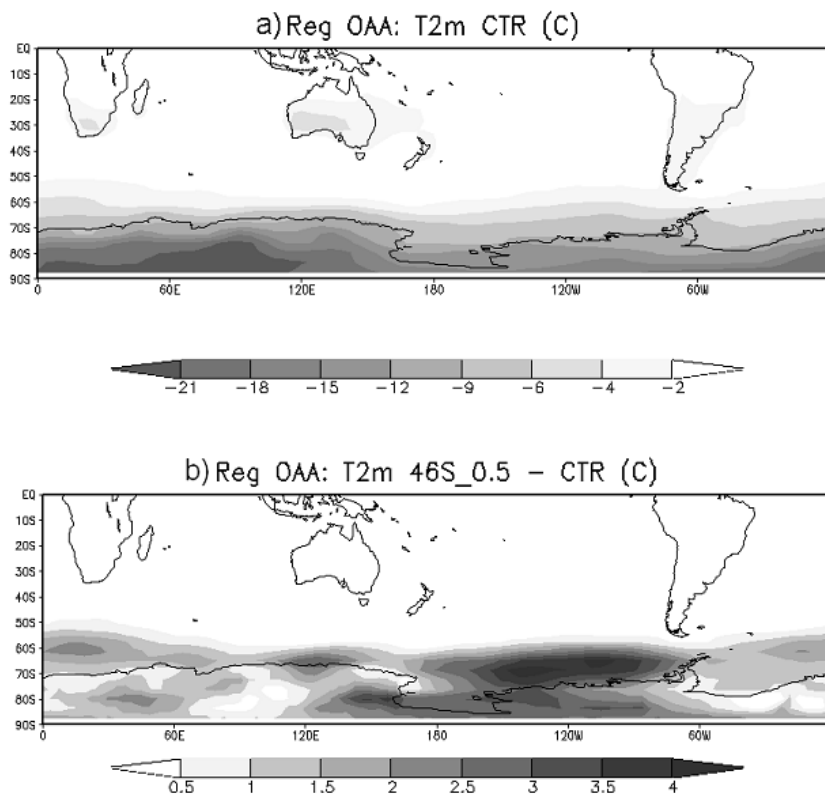 a) Reg OAA: T2m CTR (C)
EQ
10S
20S
30S
40S
50S
60S
70S
80S
90S
0 60E 120E 180 120W 60W
-21 -18 -15 -12 -9 -6 -4 -2
b) Reg OAA: T2m 46S_0.5 - CTR (C)
EQ
10S
20S
30S
40S
50S
60S
70S
80S
90S
0 60E 120E 180 120W 60W
0.5 1 1.5 2 2.5 3 3.5 4